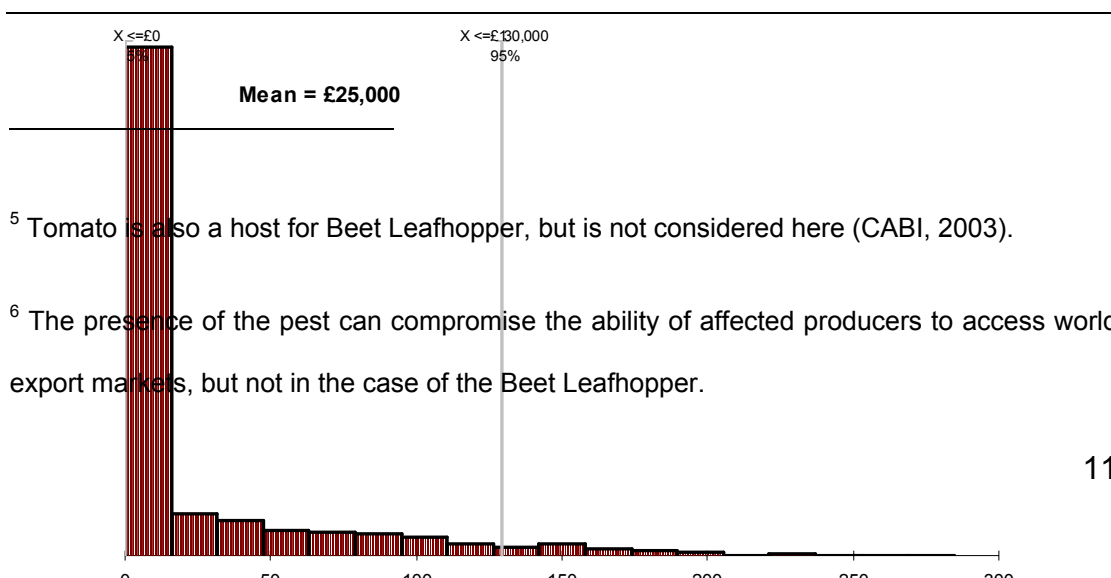 X <=£0 X <=£130,000
5% 95%
Mean = £25,000
5 Tomato is also a host for Beet Leafhopper, but is not considered here (CABI, 2003).
6 The presence of the pest can compromise the ability of affected producers to access world
export markets, but not in the case of the Beet Leafhopper.
11
0 50 100 150 200 250 300